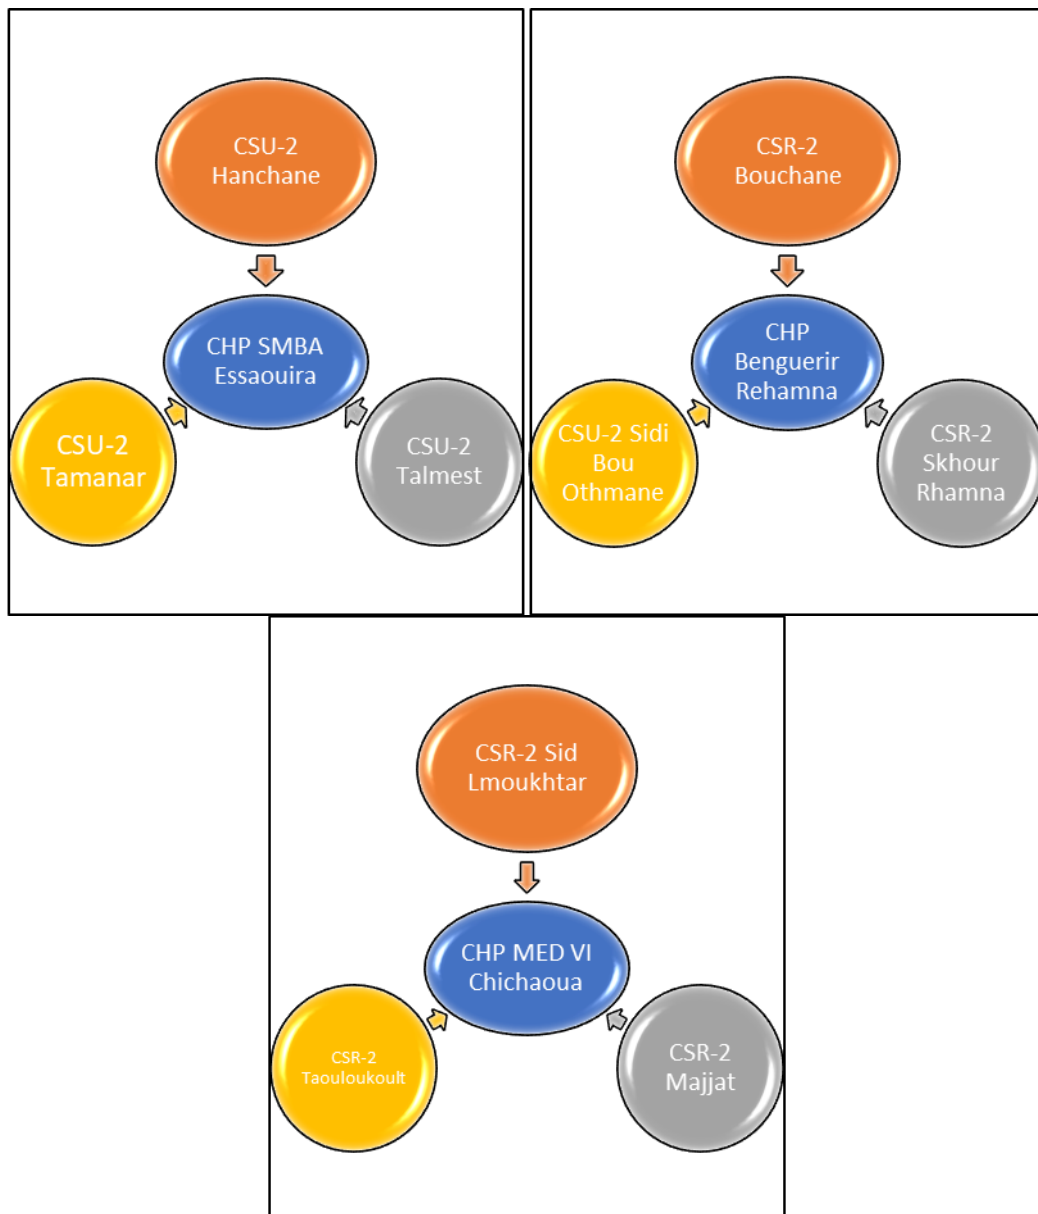 CSU-2
Hanchane
CHP SMBA
Essaouira
CSU-2
Tamanar
CSU-2
Talmest
CSR-2
Bouchane
CHP
Benguerir
Rehamna
CSU-2 Sidi
Bou
Othmane
CSR-2
Skhour
Rhamna
CSR-2 Sid
Lmoukhtar
CHP MED VI
Chichaoua
CSR-2
Taouloukoult
CSR-2
Majjat